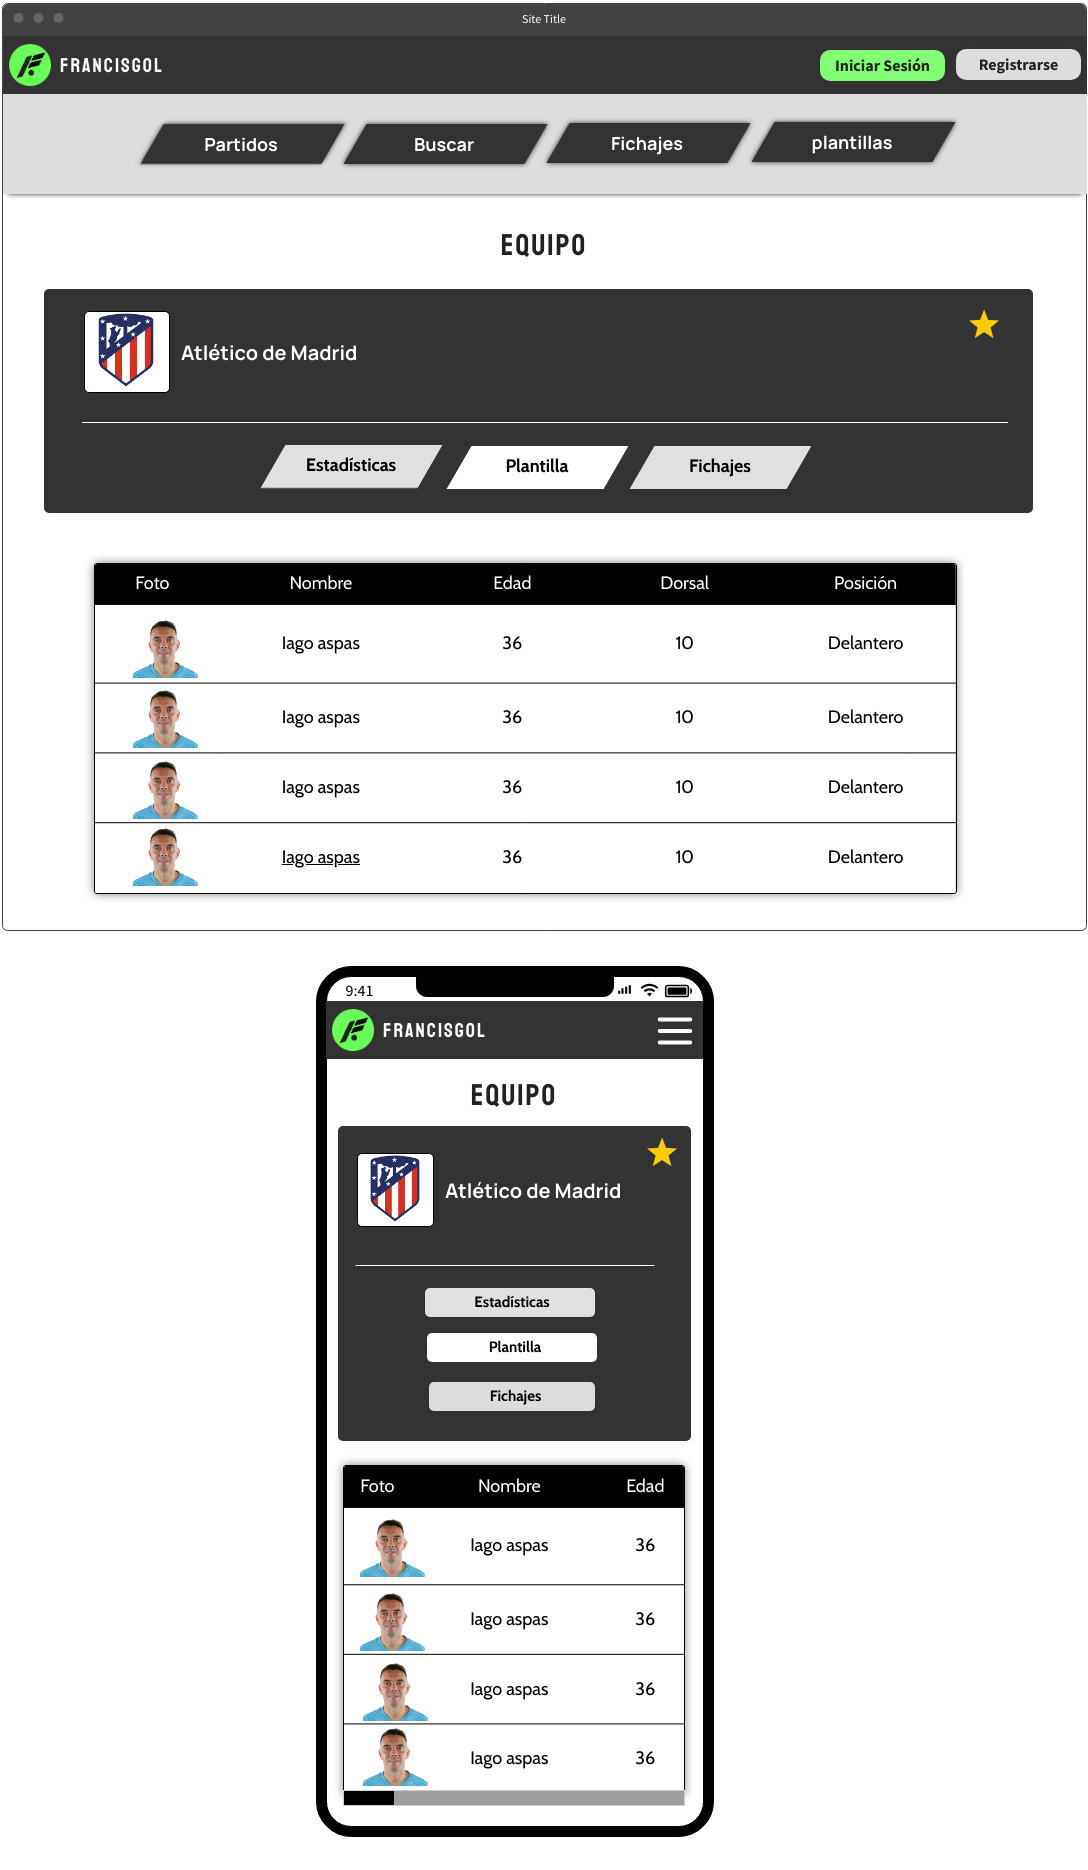 Site Title
FRANCISGOL
Iniciar Sesión
Registrarse
Partidos
Buscar
Fichajes
plantillas
EQUIPO
Atlético de Madrid
Estadísticas
Plantilla
Fichajes
Foto Nombre Edad Dorsal Posición
Iago aspas 36 10 Delantero
Iago aspas 36 10 Delantero
Iago aspas 36 10 Delantero
Iago aspas 36 10 Delantero
9:41
FRANCISGOL
EQUIPO
Atlético de Madrid
Estadísticas
Plantilla
Fichajes
Foto Nombre Edad
Iago aspas 36
Iago aspas 36
Iago aspas 36
Iago aspas 36